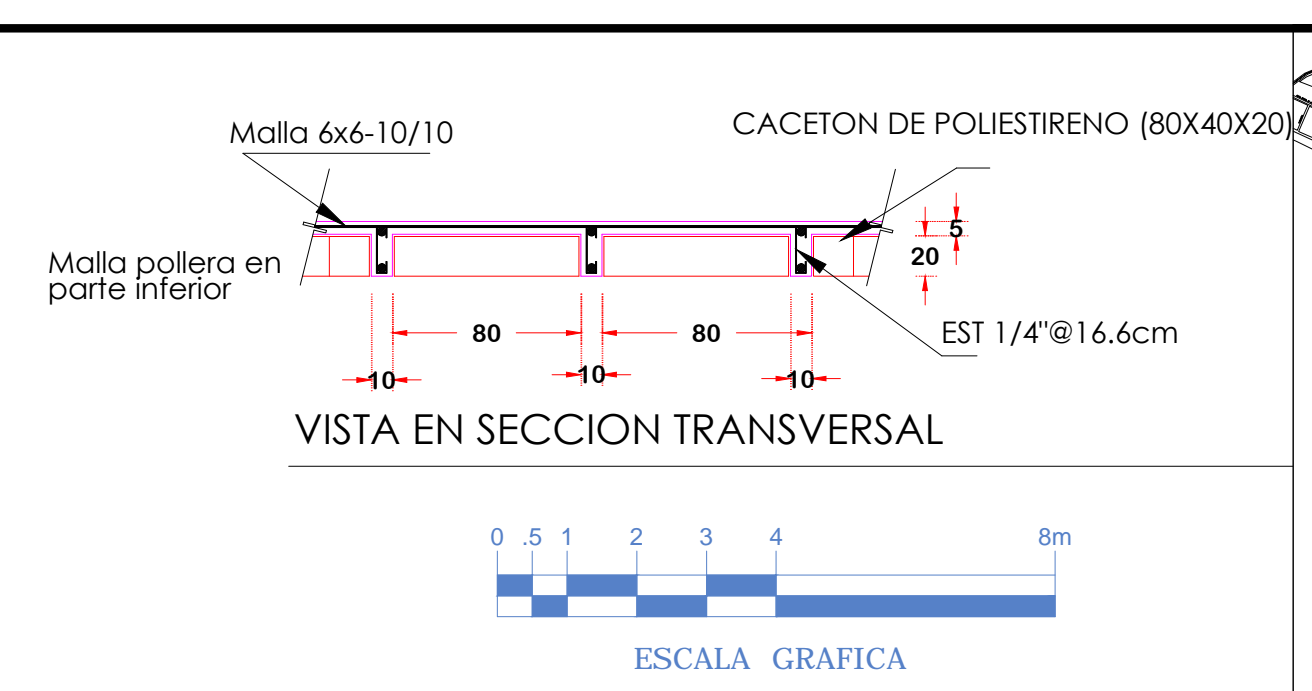 Malla 6x6-10/10
CACETON DE POLIESTIRENO (80X40X20)
Malla pollera en
parte inferior
5
20
80
80
EST 1/4"@16.6cm
10
10
10
VISTA EN SECCION TRANSVERSAL
0 .5 1 2 3 4 8m
ESCALA GRAFICA